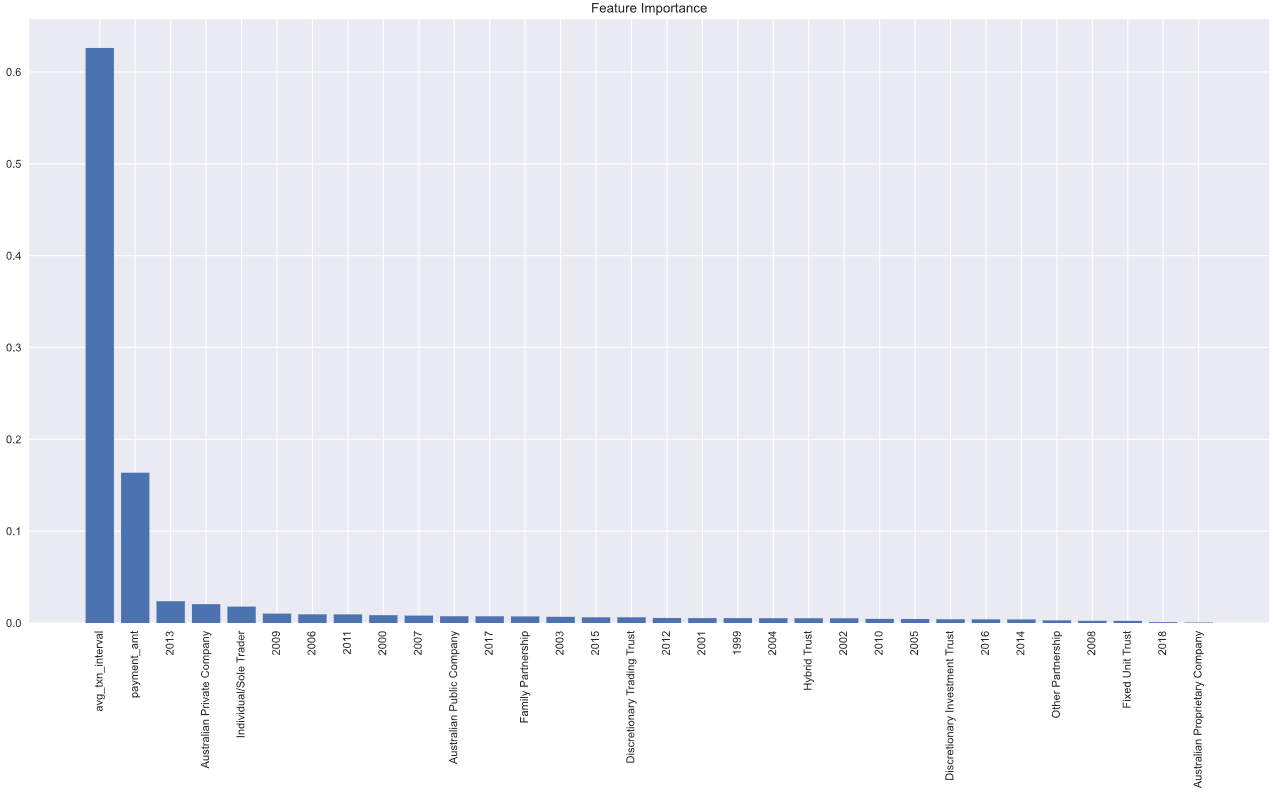 Feature Importance
0.6
0.5
0.4
0.3
0.2
0.1
0.0
avg_txn_interval
payment_amt
2013
Australian Private Company
Individual/Sole Trader
2009
2006
2011
2000
2007
Australian Public Company
2017
Family Partnership
2003
2015
Discretionary Trading Trust
2012
2001
1999
2004
Hybrid Trust
2002
2010
2005
Discretionary Investment Trust
2016
2014
Other Partnership
2008
Fixed Unit Trust
2018
Australian Proprietary Company